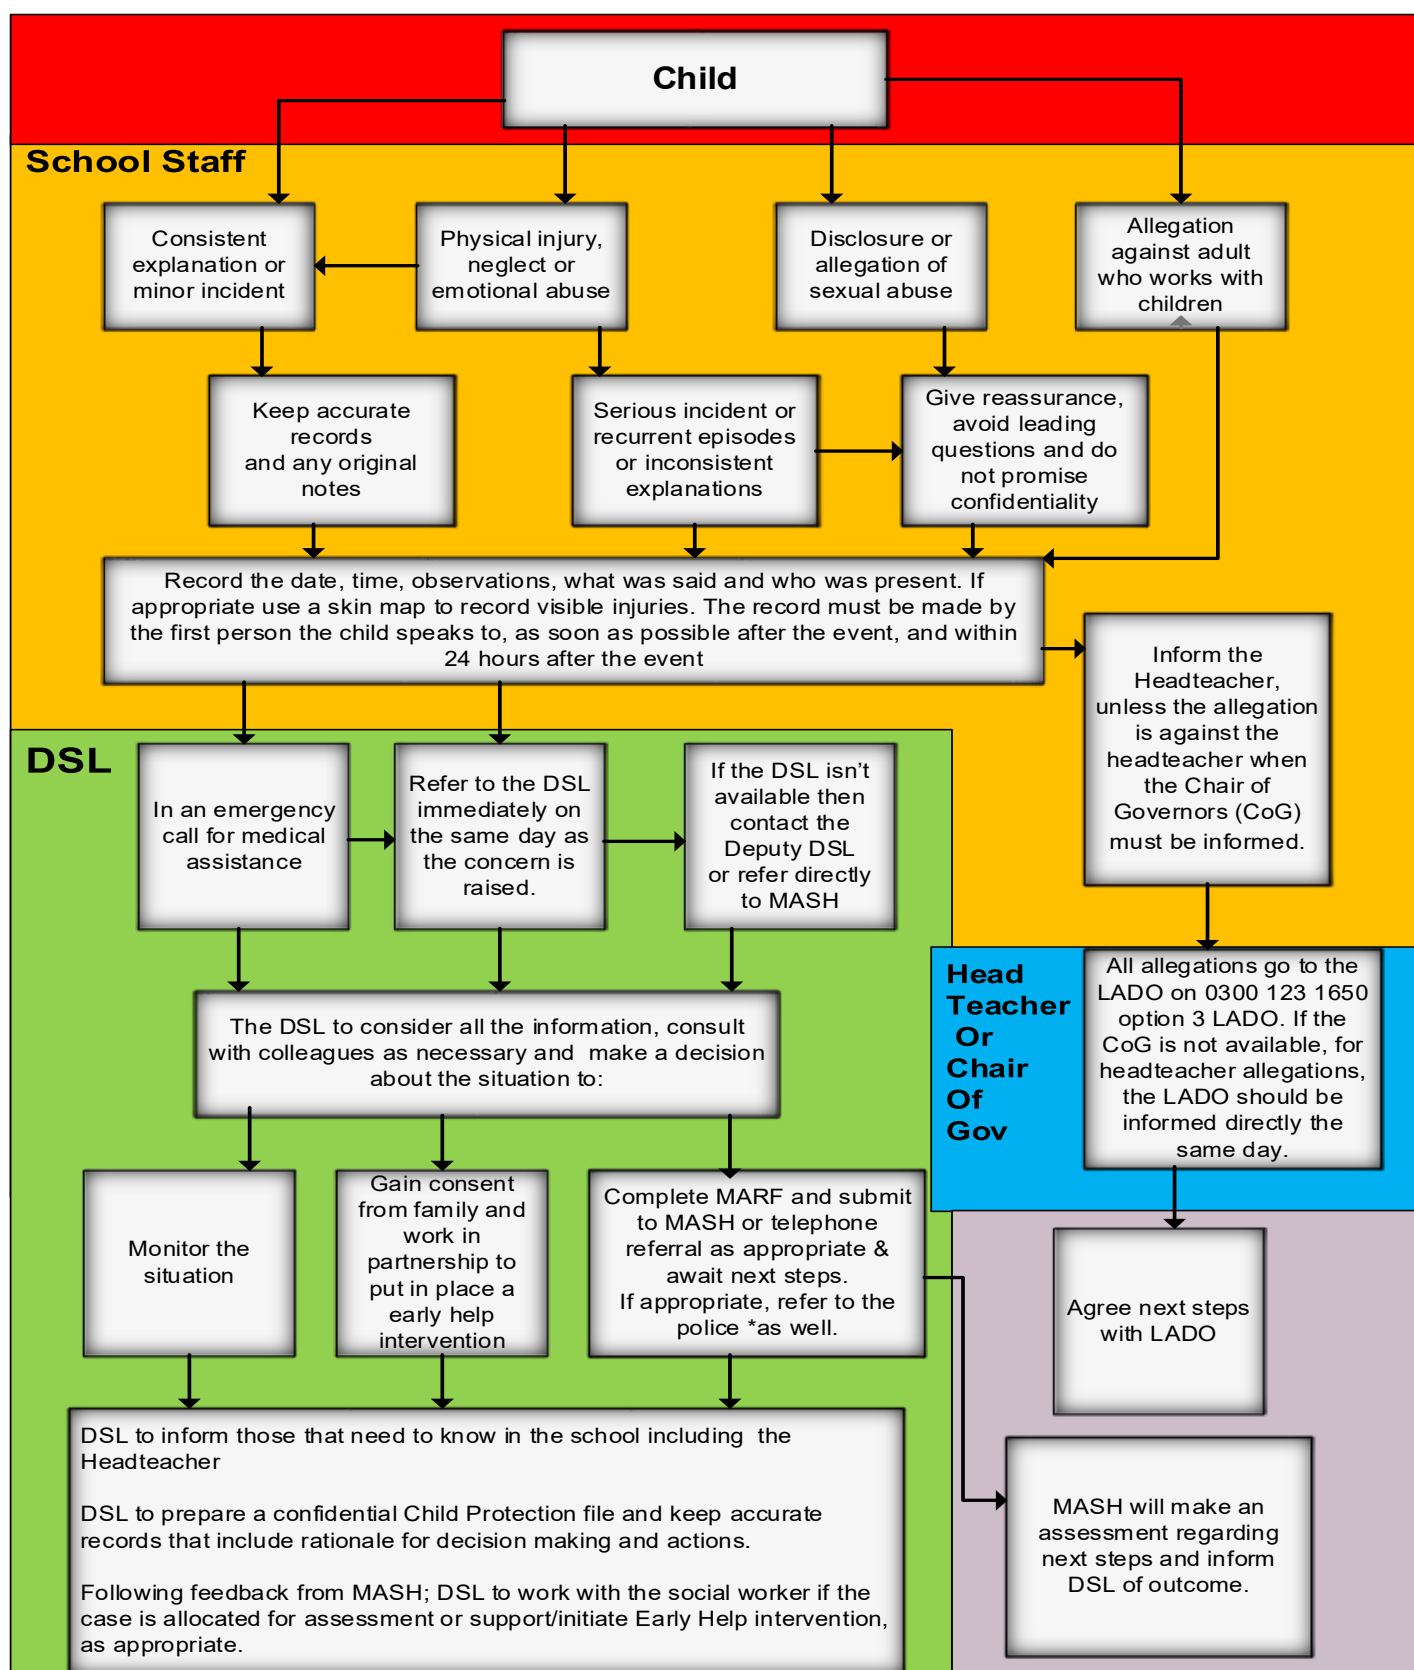 Child
School Staff
Consistent
explanation or
minor incident
Physical injury,
neglect or
emotional abuse
Disclosure or
allegation of
sexual abuse
Allegation
against adult
who works with
children
Keep accurate
records
and any original
notes
Serious incident or
recurrent episodes
or inconsistent
explanations
Give reassurance,
avoid leading
questions and do
not promise
confidentiality
Record the date, time, observations, what was said and who was present. If
appropriate use a skin map to record visible injuries. The record must be made by
the first person the child speaks to, as soon as possible after the event, and within
24 hours after the event
Inform the
Headteacher,
unless the allegation
is against the
headteacher when
the Chair of
Governors (CoG)
must be informed.
DSL
In an emergency
call for medical
assistance
Refer to the DSL
immediately on
the same day as
the concern is
raised.
If the DSL isn’t
available then
contact the
Deputy DSL
or refer directly
to MASH
Head
Teacher
Or
Chair
Of
Gov
All allegations go to the
LADO on 0300 123 1650
option 3 LADO. If the
CoG is not available, for
headteacher allegations,
the LADO should be
informed directly the
same day.
The DSL to consider all the information, consult
with colleagues as necessary and  make a decision
about the situation to:
Monitor the
situation
Gain consent
from family and
work in
partnership to
put in place a
early help
intervention
Complete MARF and submit
to MASH or telephone
referral as appropriate &
await next steps.
If appropriate, refer to the
police *as well.
Agree next steps
with LADO
DSL to inform those that need to know in the school including  the
Headteacher
DSL to prepare a confidential Child Protection file and keep accurate
records that include rationale for decision making and actions.
Following feedback from MASH; DSL to work with the social worker if the
case is allocated for assessment or support/initiate Early Help intervention,
as appropriate.
MASH will make an
assessment regarding
next steps and inform
DSL of outcome.